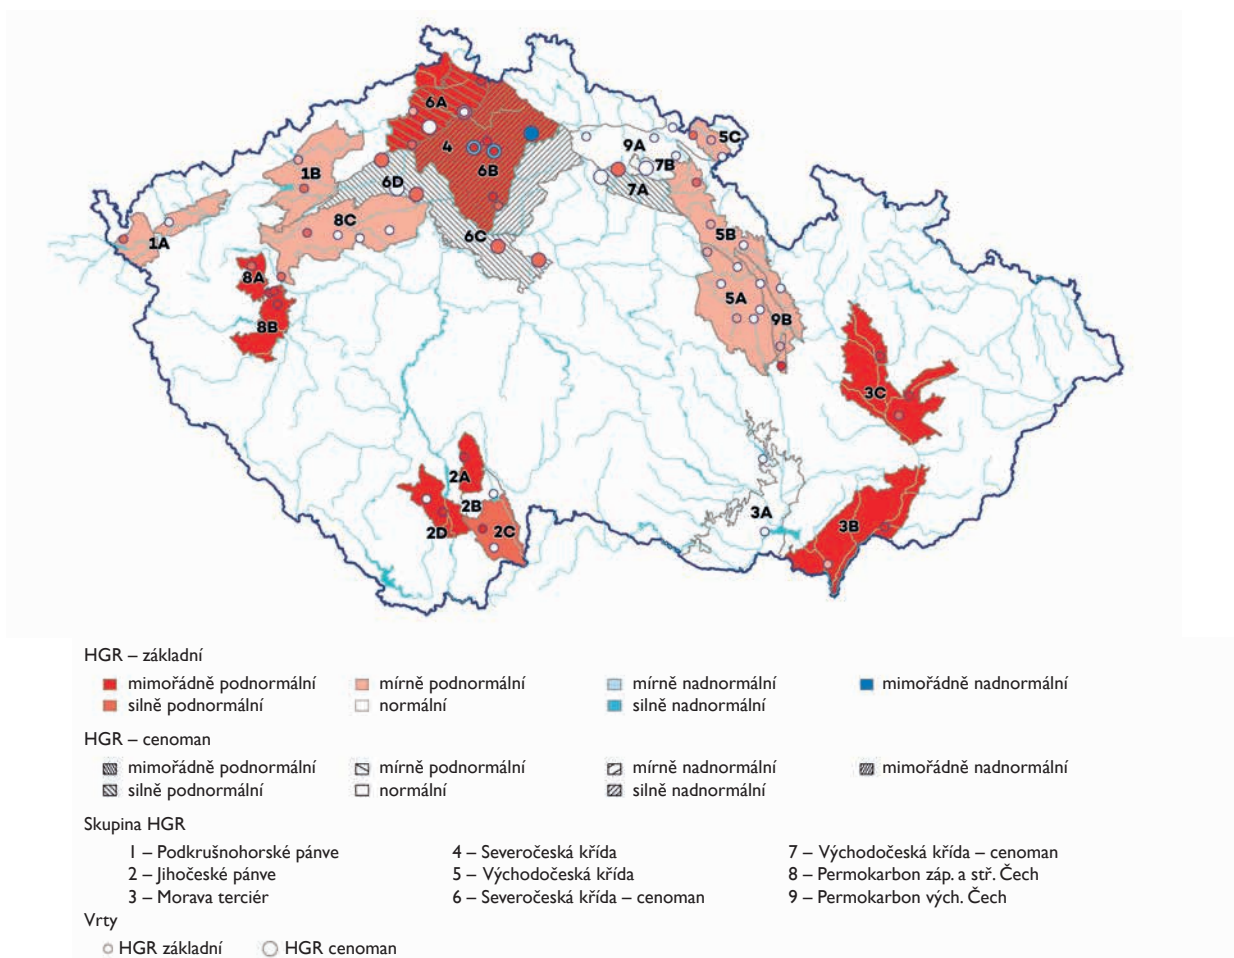 6A
5C
9A
4
7B
1B
6B
6D
7A
8C
5B
6C
1A
8A
5A
9B
8B
3C
2A
2B
3A
3B
2D
2C
HGR – základní
mimořádně podnormální mírně podnormální mírně nadnormální mimořádně nadnormální
silně podnormální normální silně nadnormální
HGR – cenoman
mimořádně podnormální mírně podnormální mírně nadnormální mimořádně nadnormální
silně podnormální normální silně nadnormální
Skupina HGR
1 – Podkrušnohorské pánve 4 – Severočeská křída 7 – Východočeská křída – cenoman
2 – Jihočeské pánve 5 – Východočeská křída 8 – Permokarbon záp. a stř. Čech
3 – Morava terciér 6 – Severočeská křída – cenoman 9 – Permokarbon vých. Čech
Vrty
HGR základní HGR cenoman